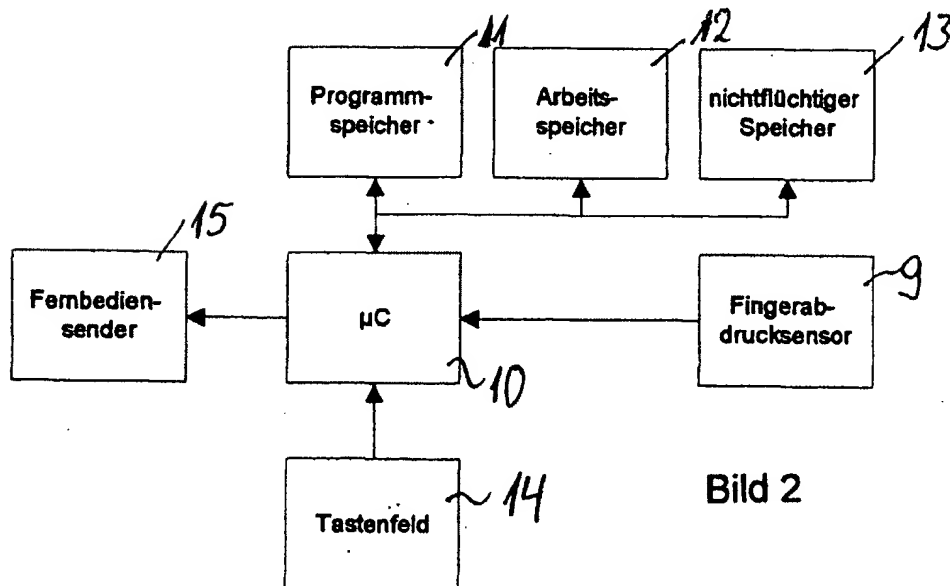 11
12
13
Programm-
speicher
Arbeits-
speicher
nichtflüchtiger
Speicher
15
9
Fernbedien-
sender
µC
Fingerab-
drucksensor
10
14
Tastenfeld
Bild 2